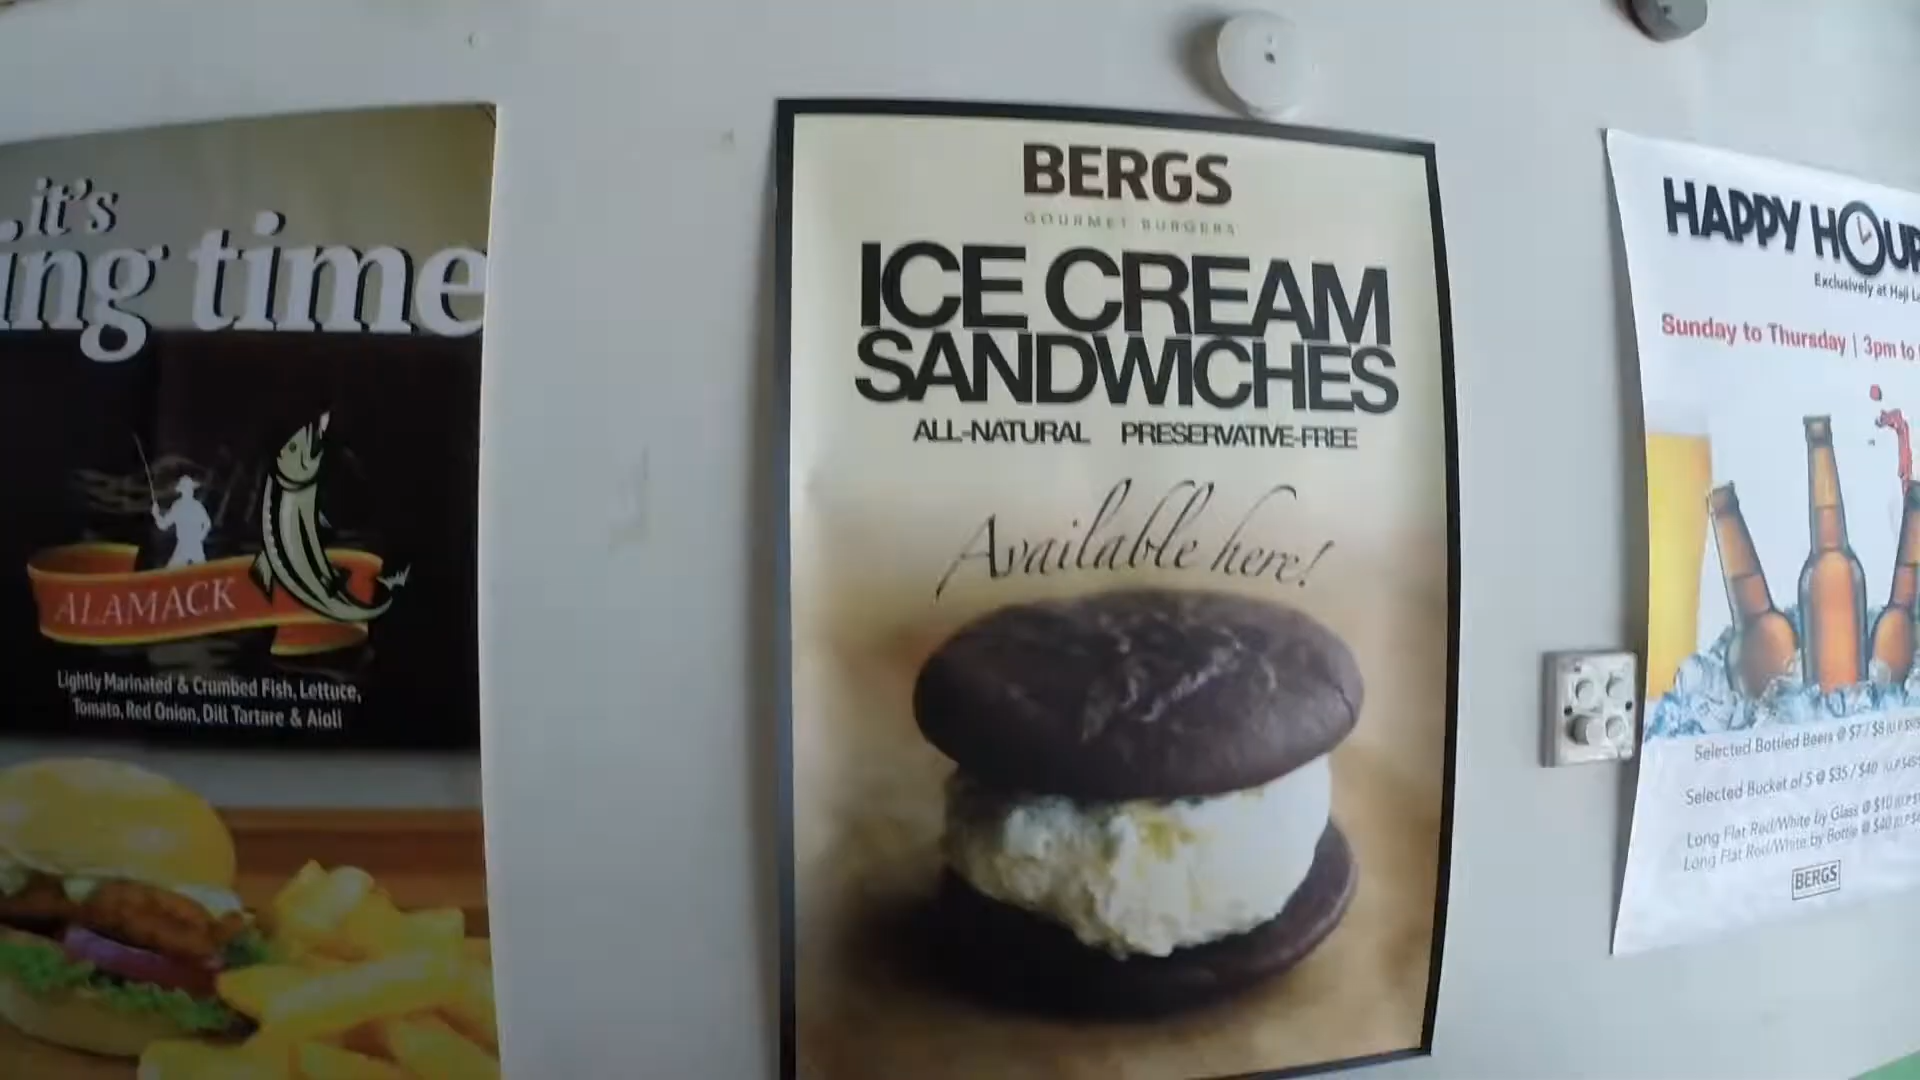 it's
ing time
ALAMACK
Lightly Marinated & Crumbed Fish, Lettuce,
Tomato, Red Onion, Dill Tartare & Aioli
BERGS
GOURMET BURGERS
ICE CREAM
SANDWICHES
ALL-NATURAL PRESERVATIVE-FREE
Available here!
HAPPY HOUR
Exclusively at Haji
Sunday to Thursday | 3pm to
Selected Bottled Beers @ $7 / $8
Selected Bucket of 5 @ $35 / $40
Long Flat Red/White by Glass @ $10
Long Flat Red/White by Bottle @ $40
BERGS